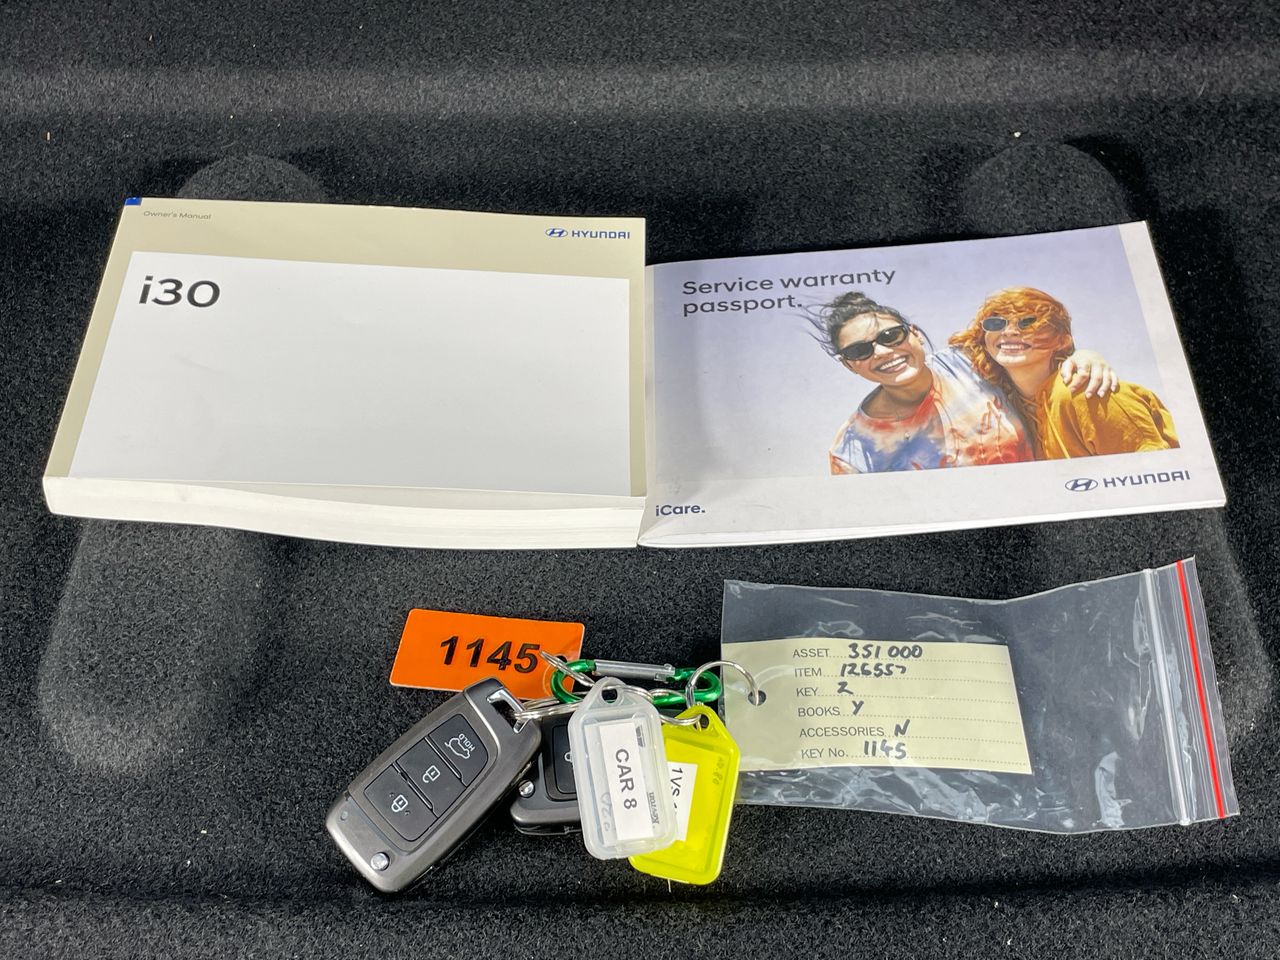 Owner's Manual
HYUNDAI
i30
Service warranty
passport.
iCare.
HYUNDAI
1145
HOLD
CAR 8
ASSET 351000
ITEM 126557
KEY 2
BOOKS Y
ACCESSORIES N
KEY No. 1145